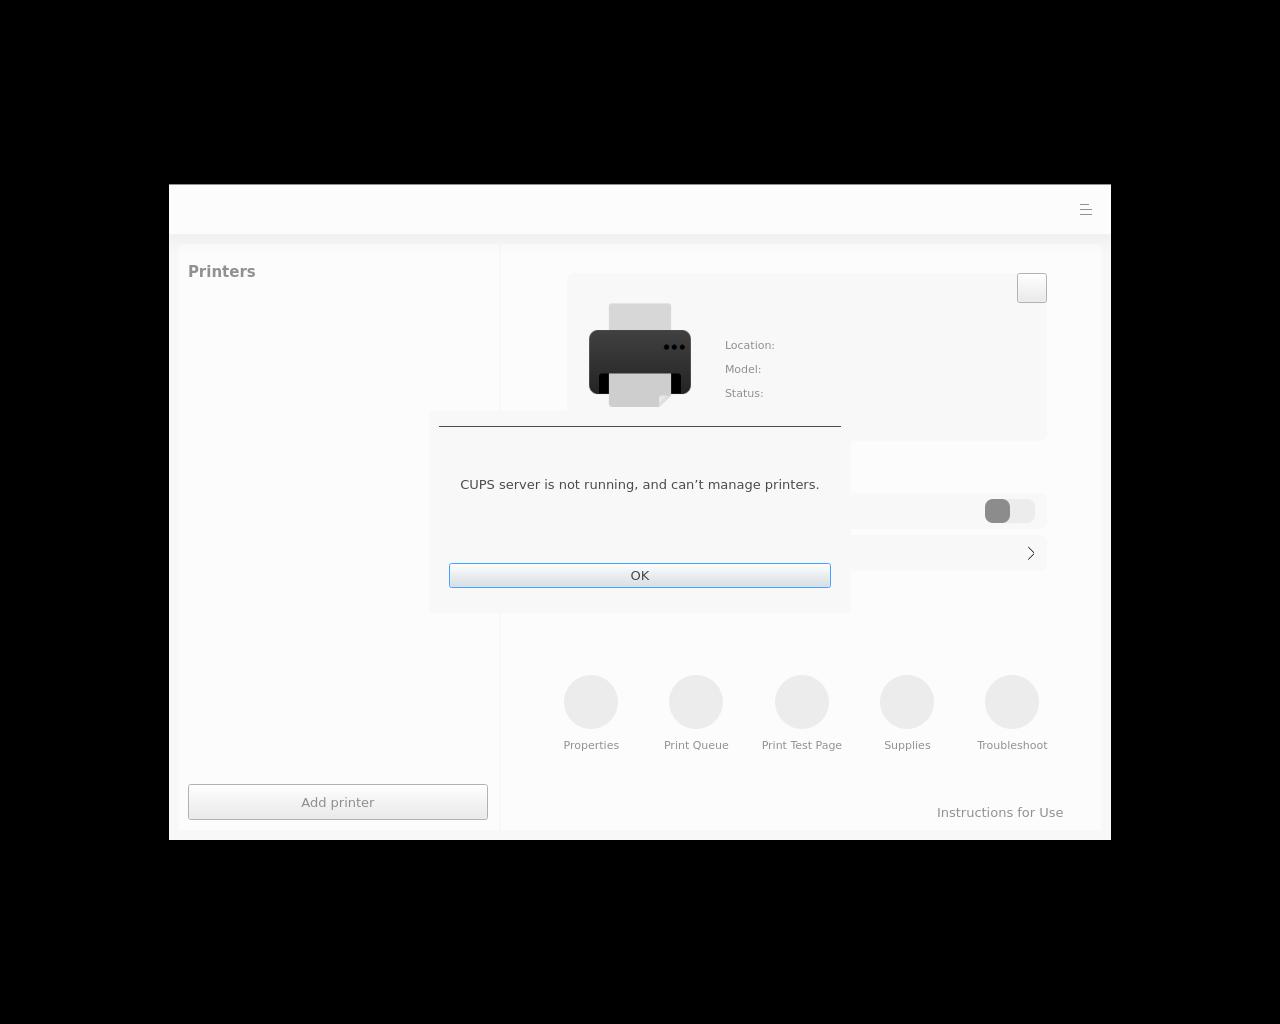 Printers
Location:
Model:
Status:
CUPS server is not running, and can’t manage printers.
OK
Properties
Print Queue
Print Test Page
Supplies
Troubleshoot
Add printer
Instructions for Use